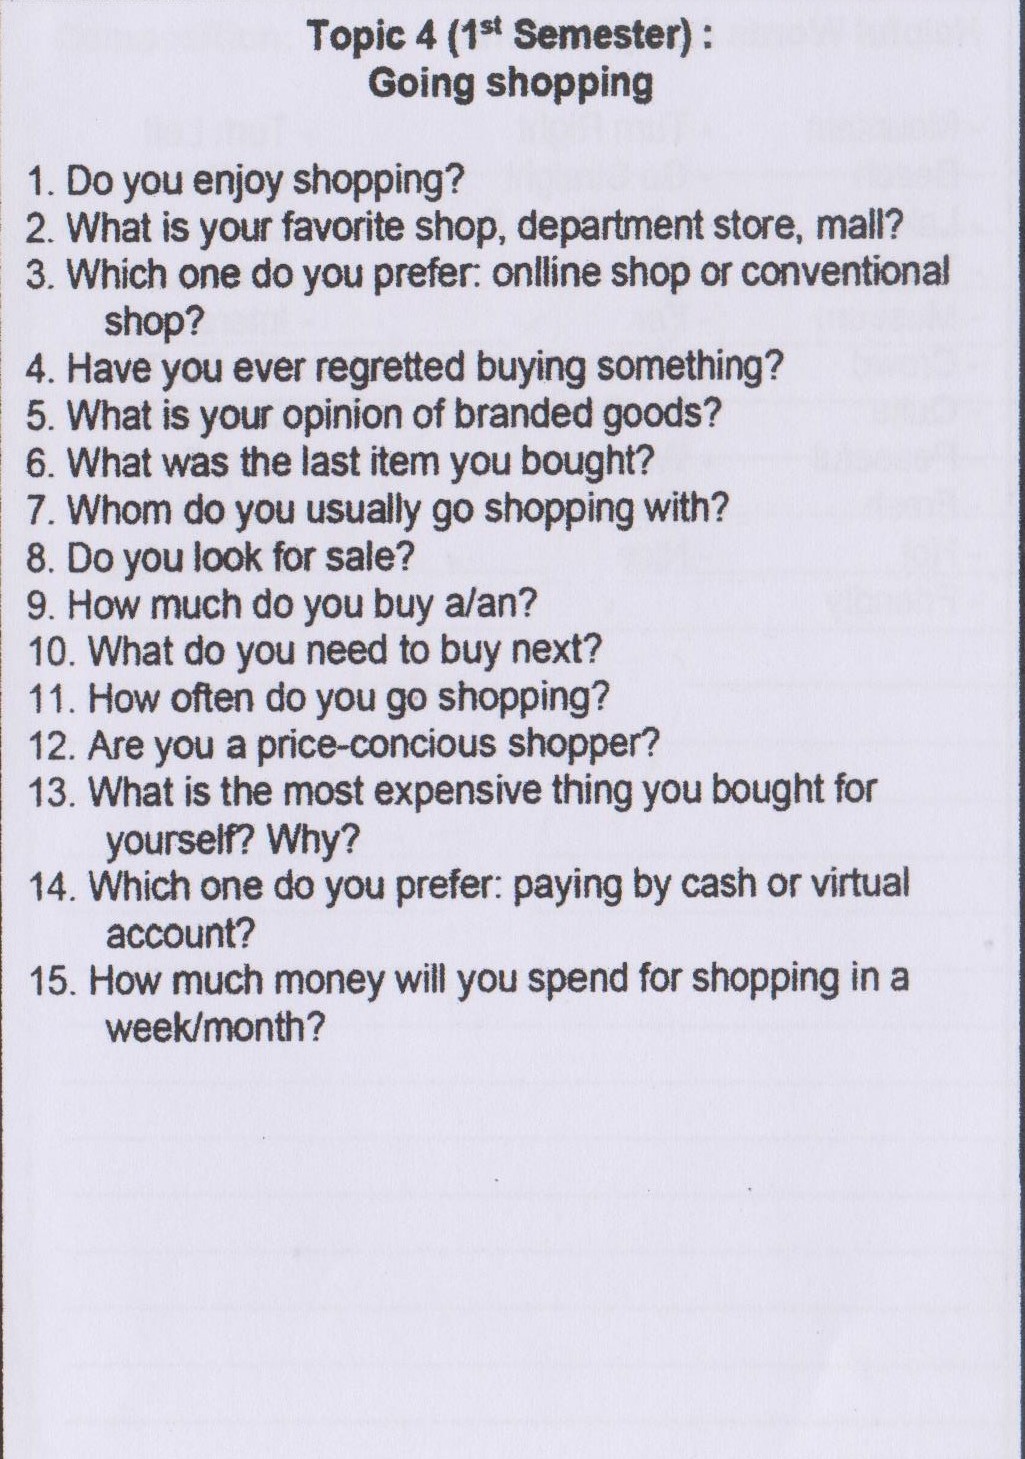 Topic 4 (1st Semester) :
Going shopping
1. Do you enjoy shopping?
2. What is your favorite shop, department store, mall?
3. Which one do you prefer: onlline shop or conventional
shop?
4. Have you ever regretted buying something?
5. What is your opinion of branded goods?
6. What was the last item you bought?
7. Whom do you usually go shopping with?
8. Do you look for sale?
9. How much do you buy a/an?
10. What do you need to buy next?
11. How often do you go shopping?
12. Are you a price-concious shopper?
13. What is the most expensive thing you bought for
yourself? Why?
14. Which one do you prefer: paying by cash or virtual
account?
15. How much money will you spend for shopping in a
week/month?